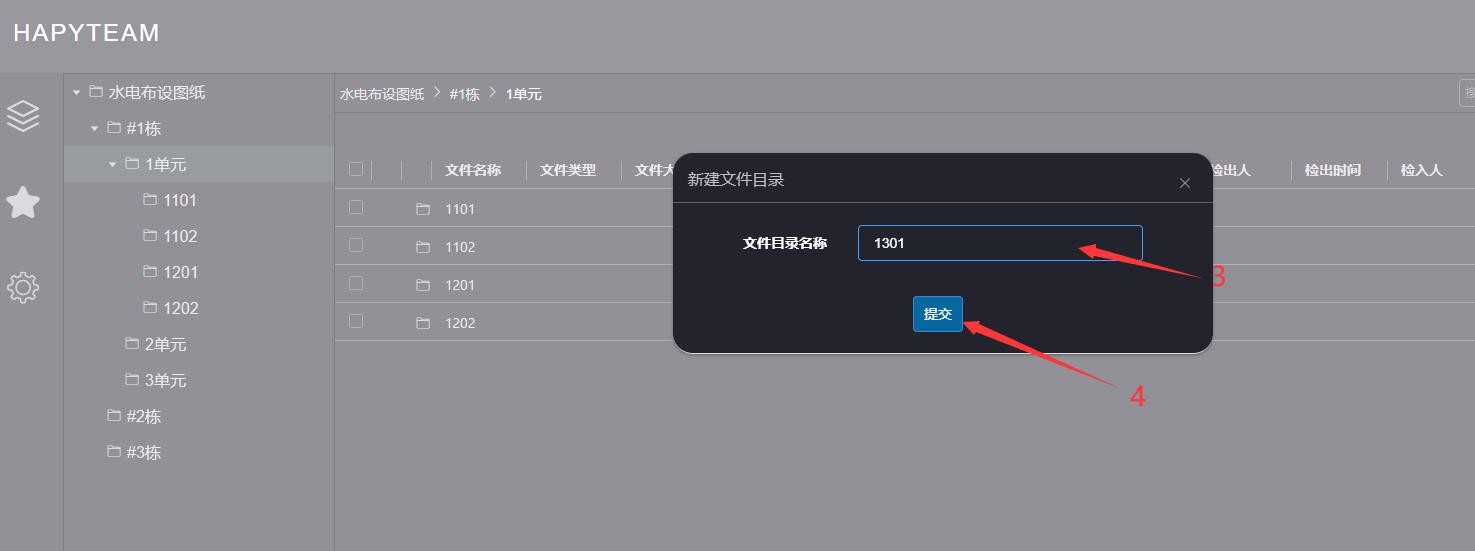 HAPYTEAM
水电布设图纸
#1栋
1单元
1101
1102
1201
1202
2单元
3单元
#2栋
#3栋
水电布设图纸 > #1栋 > 1单元
文件名称 文件类型 文件大 检出人 检出时间 检入人
1101
1102
1201
1202
新建文件目录
文件目录名称 1301
3
提交
4